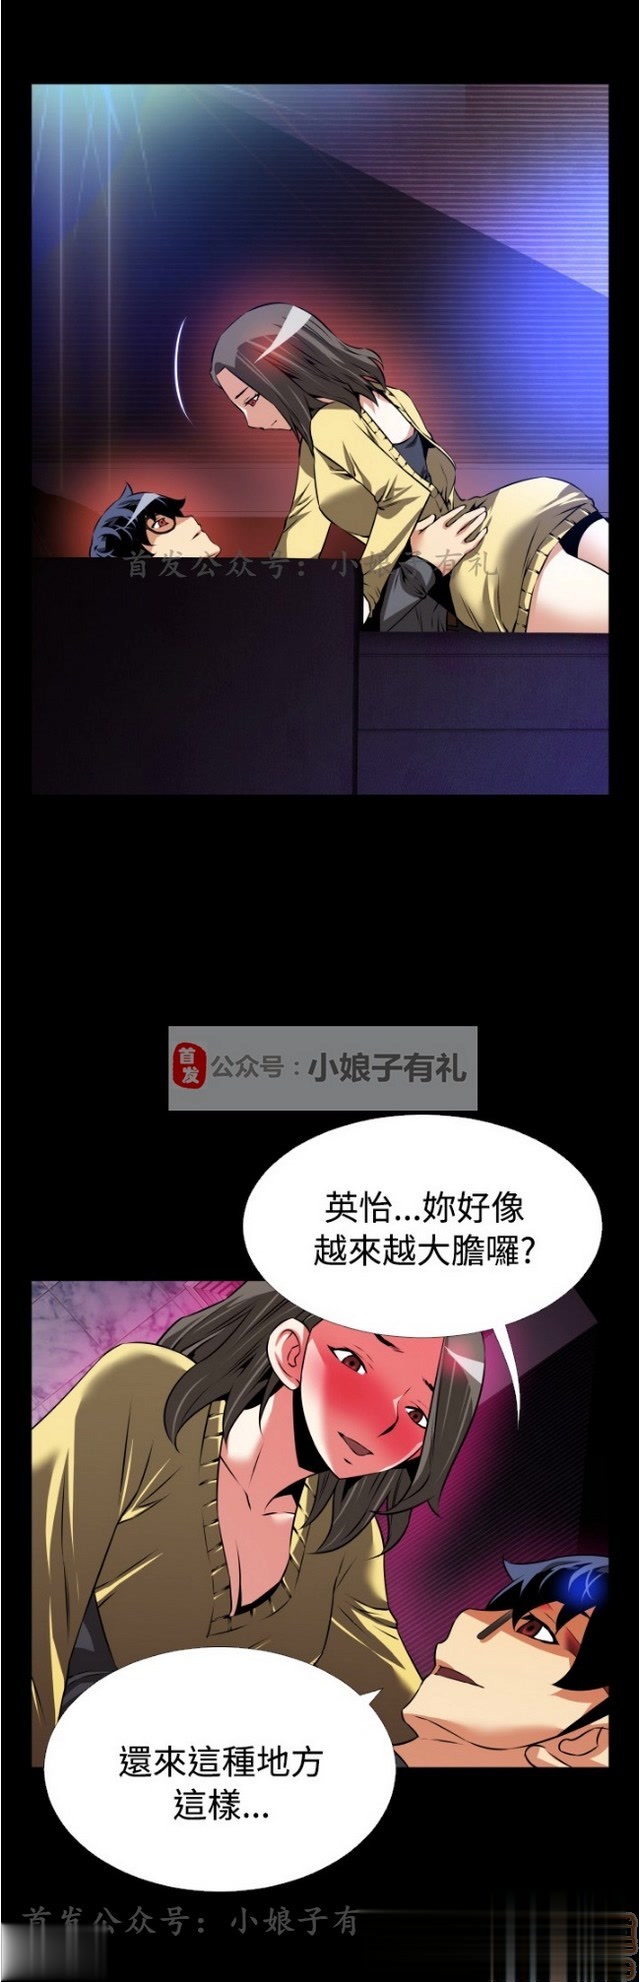 首发公众号：小娘子有礼
首发
公众号：小娘子有礼
英怡...妳好像
越來越大膽囉?
還來這種地方
這樣...
首发公众号：小娘子有